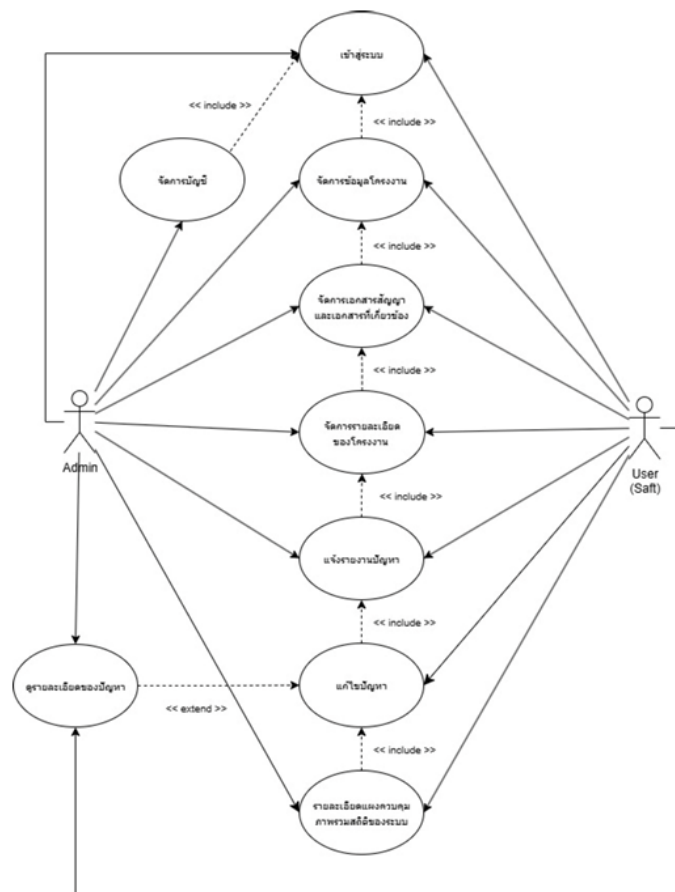 เข้าสู่ระบบ
<< include >>
<< include >>
จัดการบัญชี
จัดการข้อมูลโครงงาน
<< include >>
จัดการเอกสารสัญญา
และเอกสารที่เกี่ยวข้อง
<< include >>
จัดการรายละเอียด
ของโครงงาน
Admin
User
(Saft)
<< include >>
แจ้งรายงานปัญหา
<< include >>
ดูรายละเอียดของปัญหา
แก้ไขปัญหา
<< extend >>
<< include >>
รายละเอียดแผงควบคุม
ภาพรวมสถิติของระบบ